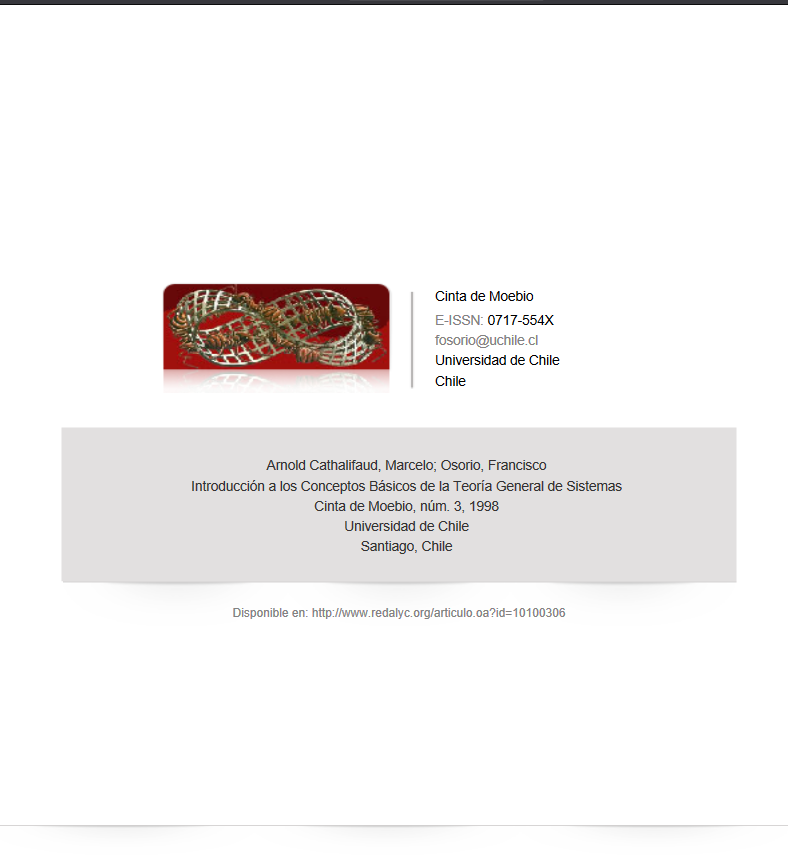 Cinta de Moebio
E-ISSN: 0717-554X
fosorio@uchile.cl
Universidad de Chile
Chile
Arnold Cathalifaud, Marcelo; Osorio, Francisco
Introducción a los Conceptos Básicos de la Teoría General de Sistemas
Cinta de Moebio, núm. 3, 1998
Universidad de Chile
Santiago, Chile
Disponible en: http://www.redalyc.org/articulo.oa?id=10100306